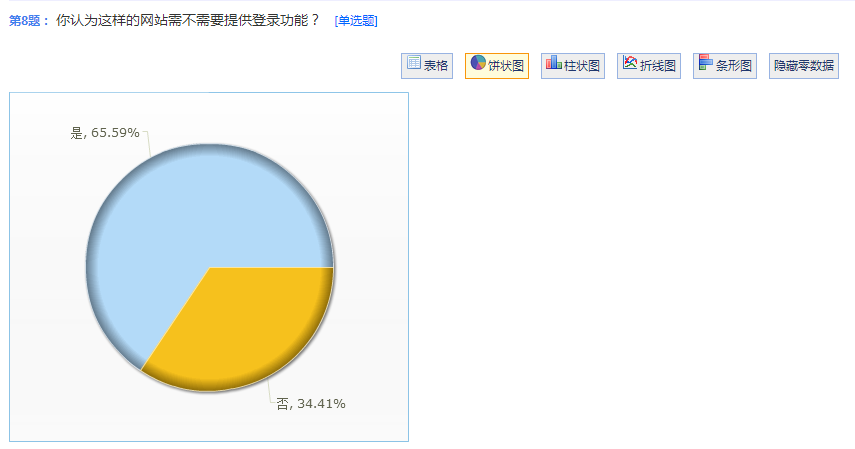 第8题： 你认为这样的网站需不需要提供登录功能？ [单选题]
表格 饼状图 柱状图 折线图 条形图 隐藏零数据
是, 65.59%
否, 34.41%